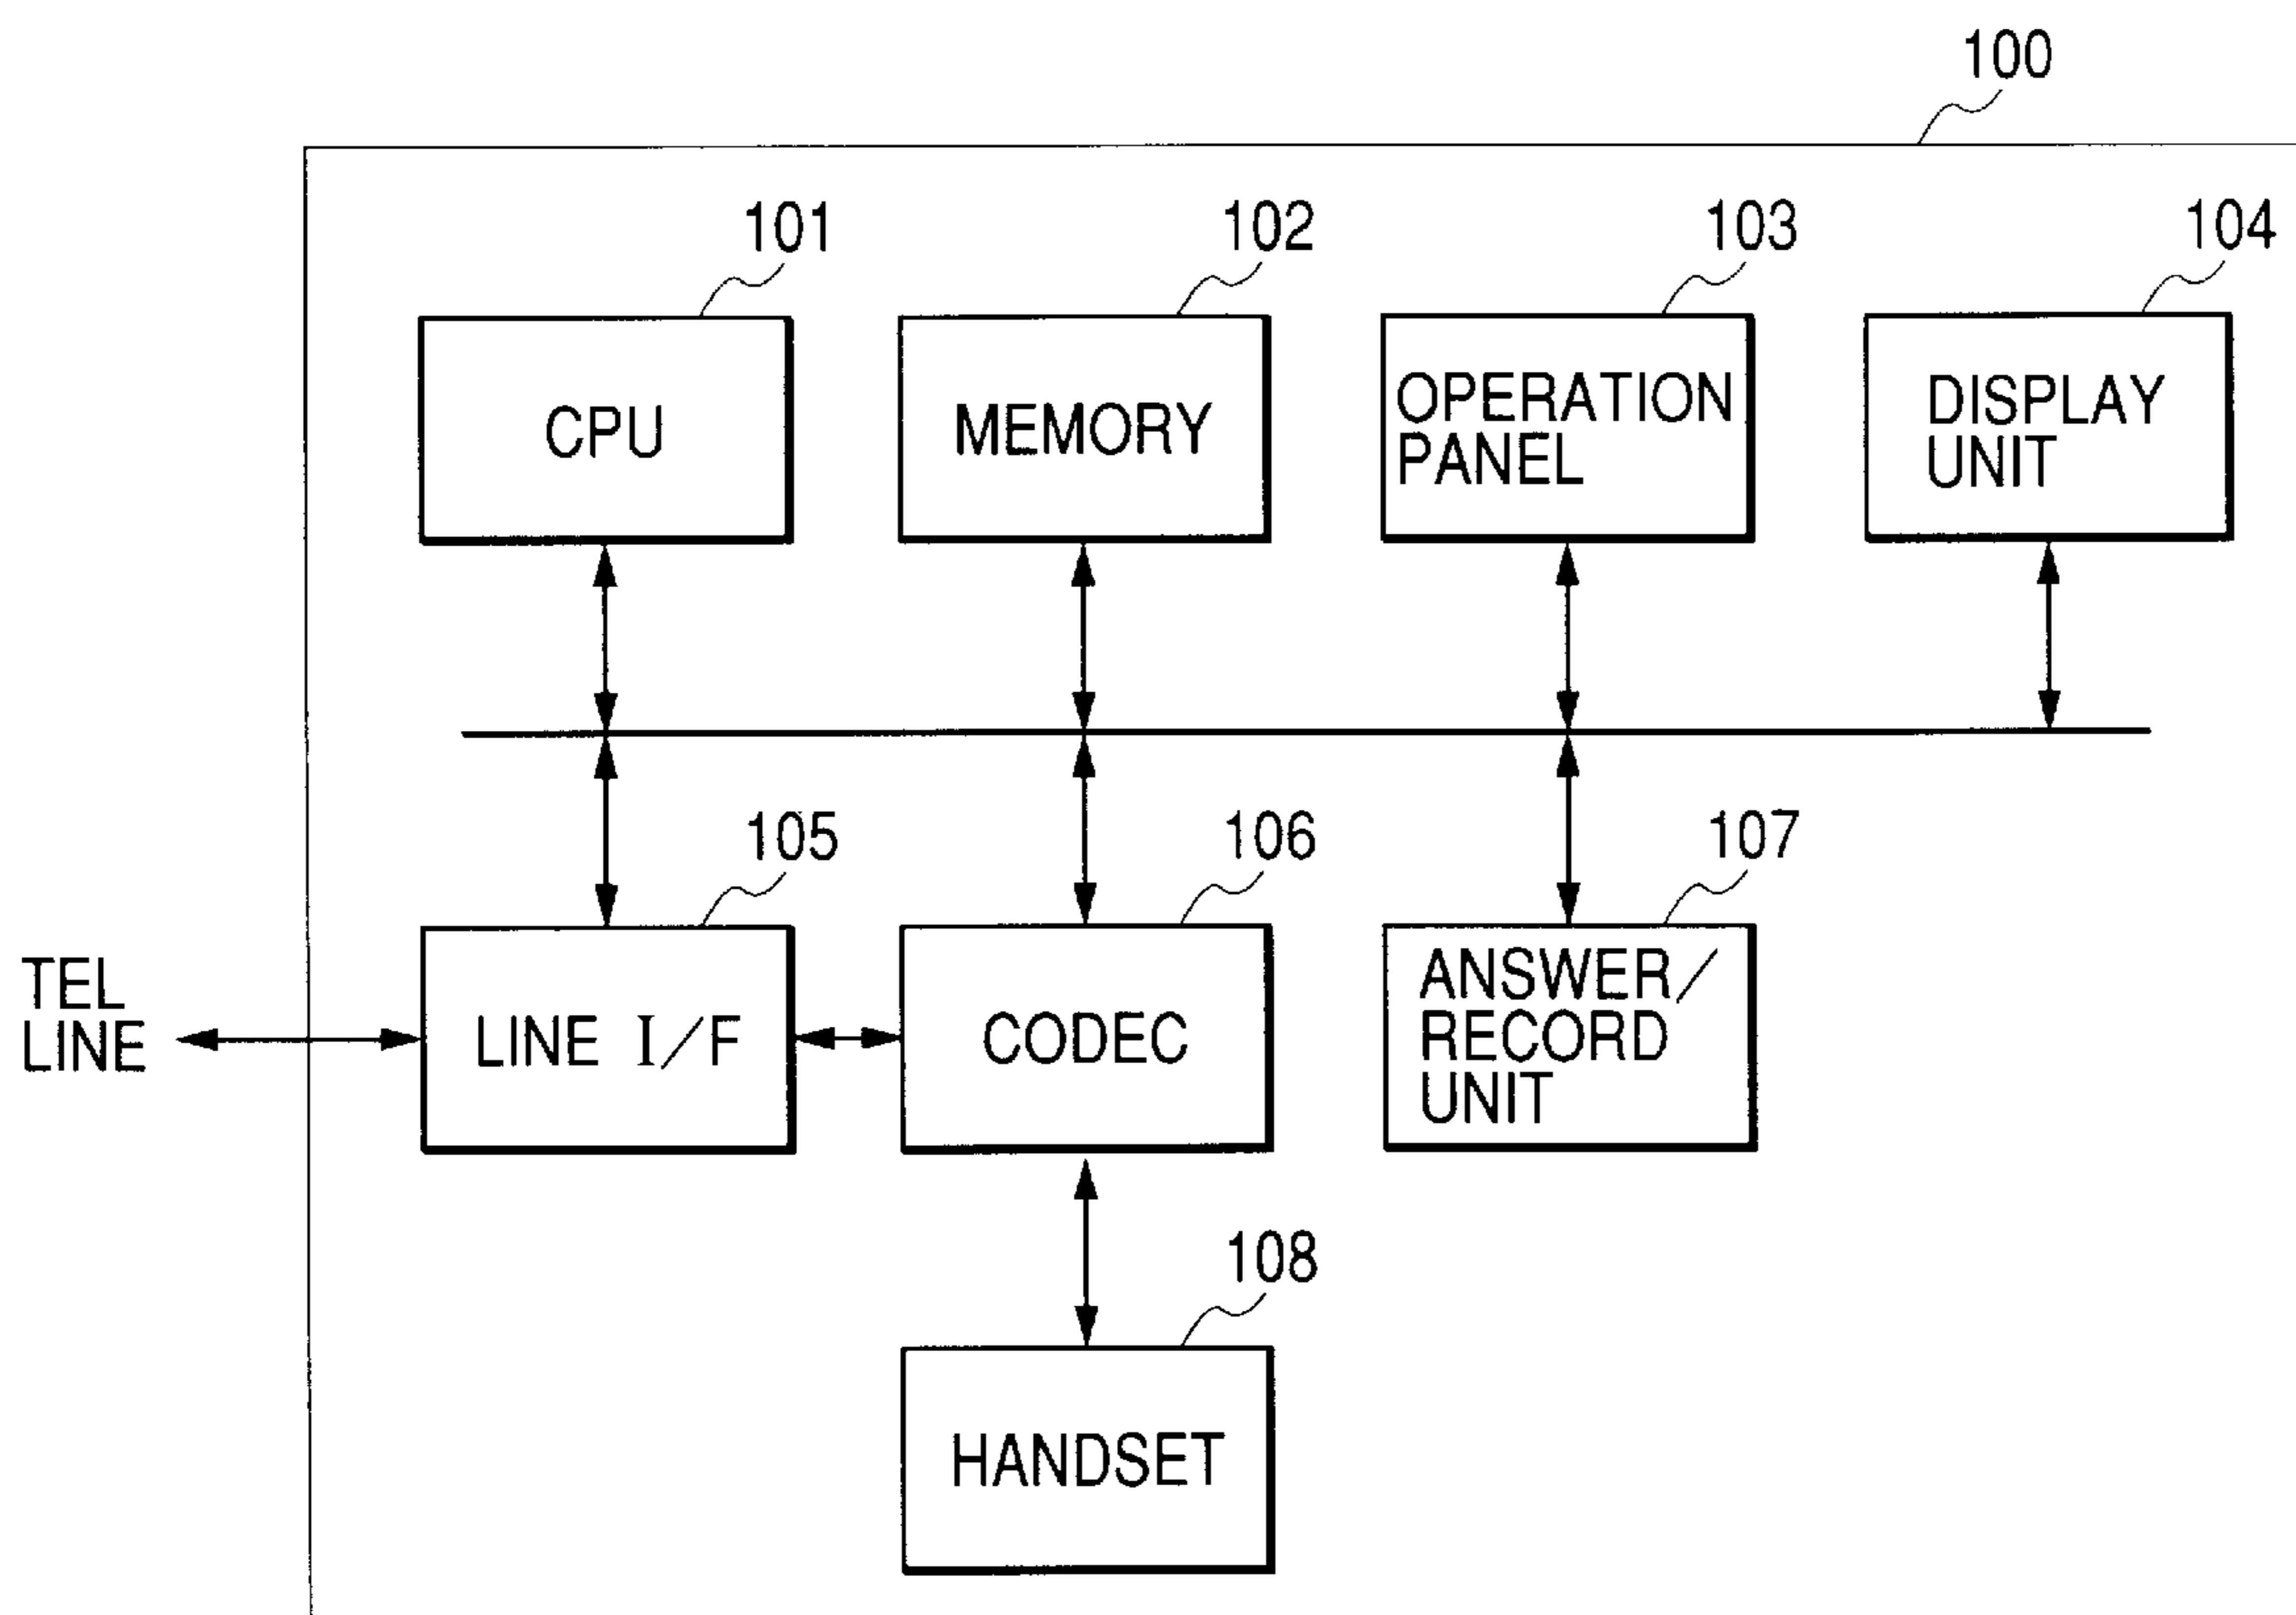 100
101
102
103
104
CPU
MEMORY
OPERATION
PANEL
DISPLAY
UNIT
105
106
107
TEL
LINE
LINE I/F
CODEC
ANSWER/
RECORD
UNIT
108
HANDSET